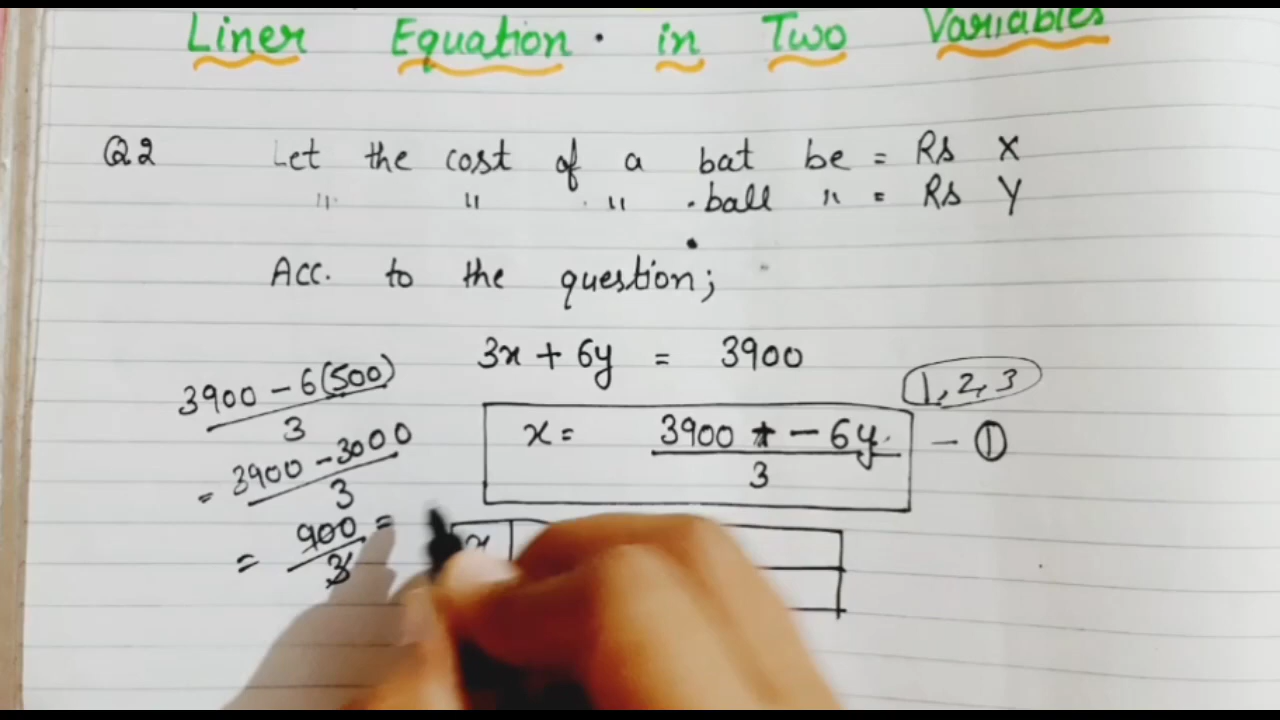 Liner Equation · in Two Variables
Q2 Let the cost of a bat be = Rs X
" " " ball " = Rs Y
Acc. to the question;
3x + 6y = 3900
x = (3900 - 6y)/3 - ① 1, 2, 3
(3900 - 6(500))/3
= (3900 - 3000)/3
= 900/3 =
x